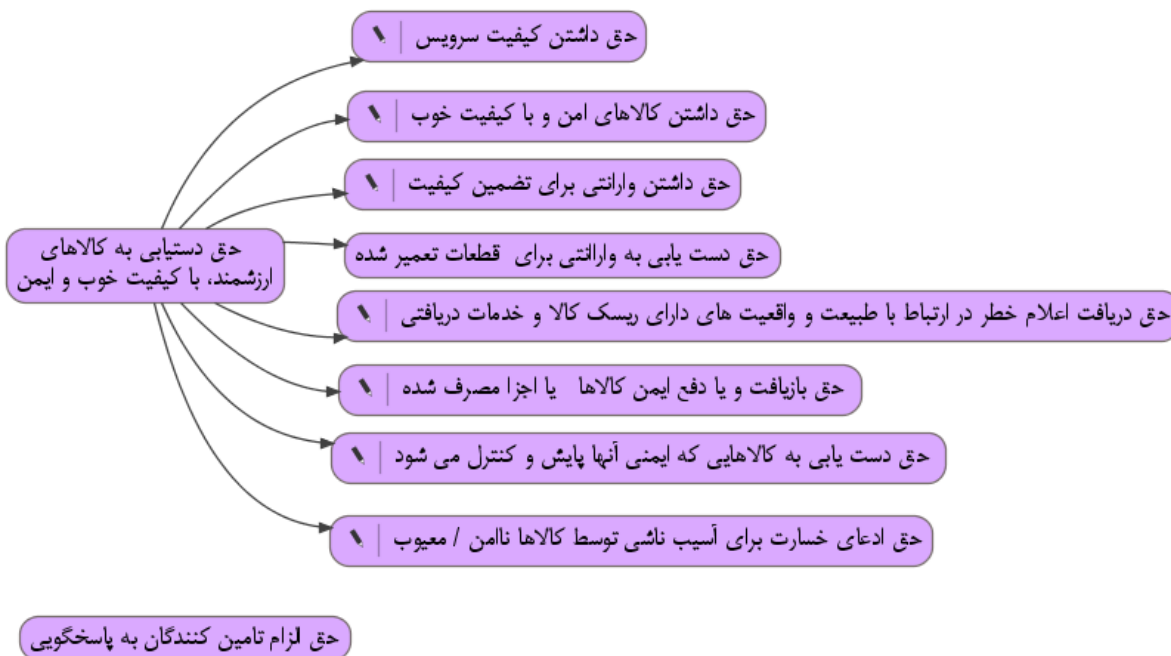 حق داشتن کیفیت سرویس
حق داشتن کالاهای امن و با کیفیت خوب
حق داشتن وارانتی برای تضمین کیفیت
حق دستیابی به کالاهای
ارزشمند، با کیفیت خوب و ایمن
حق دست یابی به وارانتی برای قطعات تعمیر شده
حق دریافت اعلام خطر در ارتباط با طبیعت و واقعیت های دارای ریسک کالا و خدمات دریافتی
حق بازیافت و یا دفع ایمن کالاها یا اجزا مصرف شده
حق دست یابی به کالاهایی که ایمنی آنها پایش و کنترل می شود
حق ادعای خسارت برای آسیب ناشی توسط کالاها ناامن / معیوب
حق الزام تامین کنندگان به پاسخگویی